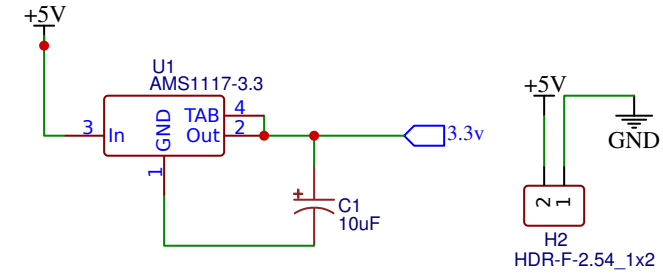 +5V
U1
AMS1117-3.3
3
In
GND
TAB
Out
4
2
1
3.3v
+
C1
10uF
+5V
GND
2
1
H2
HDR-F-2.54_1x2